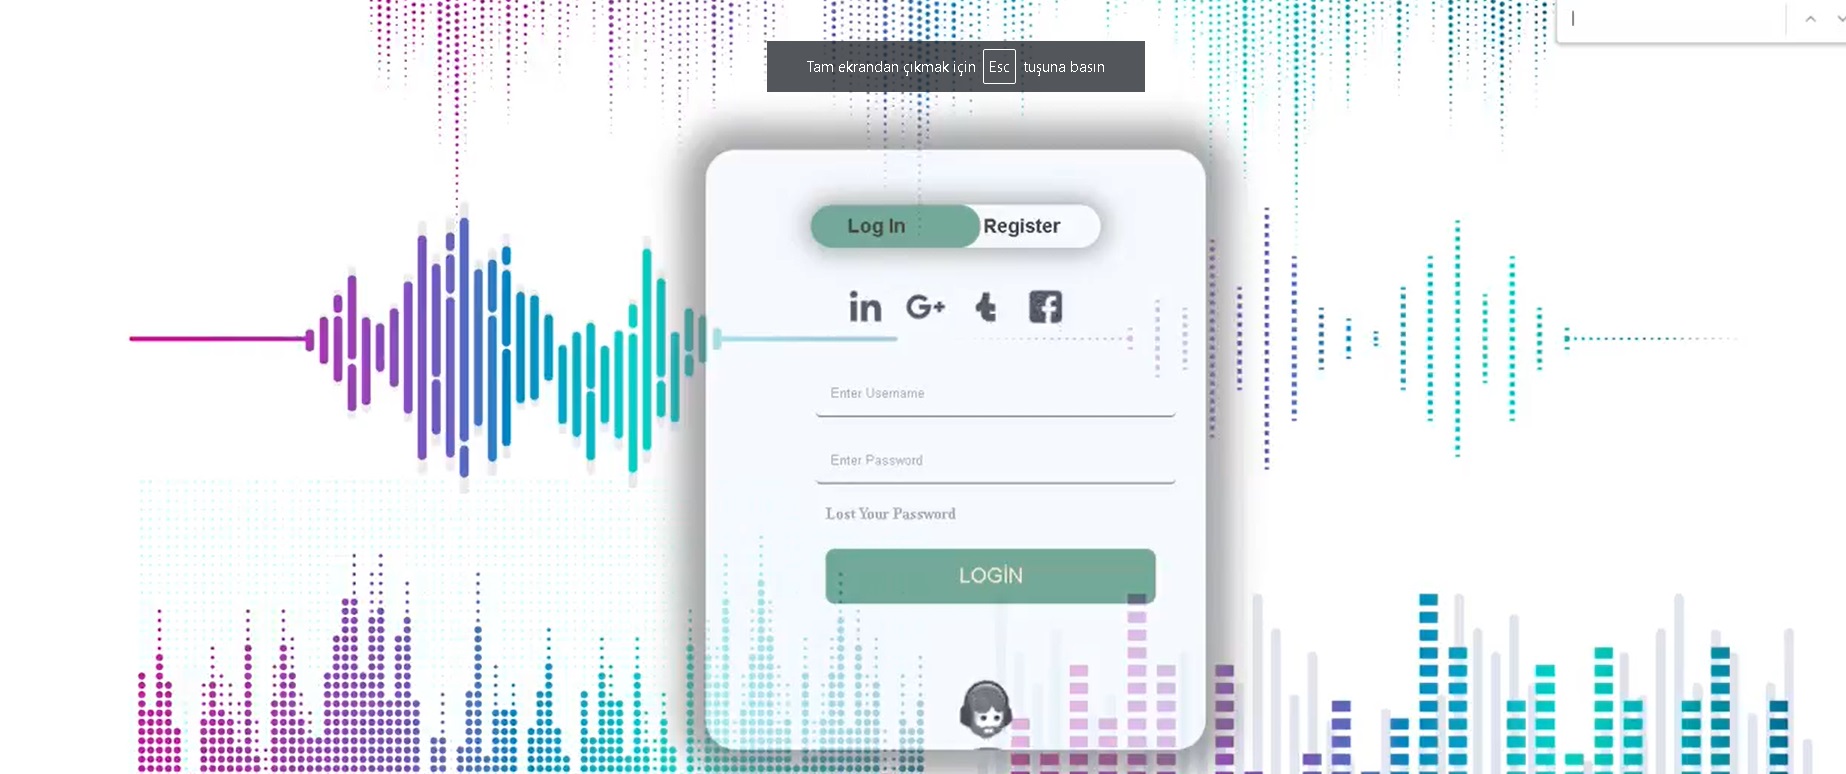 Tam ekrandan çıkmak için Esc tuşuna basın
Log In Register
in G+ t f
Enter Username
Enter Password
Lost Your Password
LOGİN